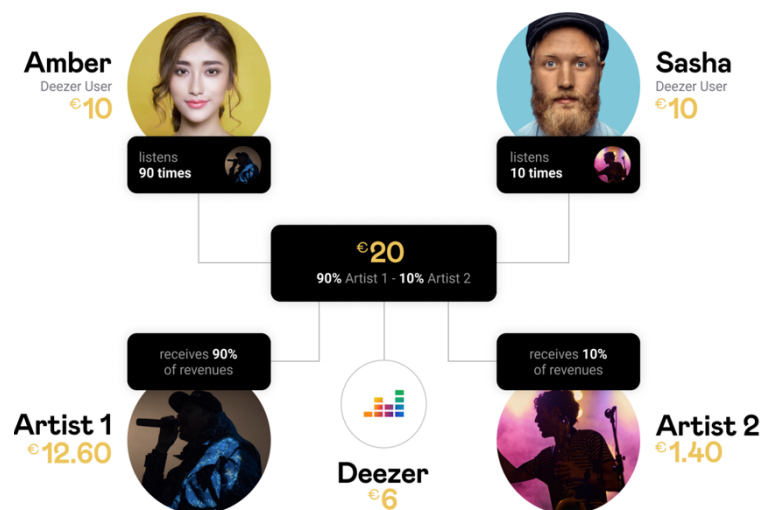 Amber
Deezer User
€10
listens
90 times
Sasha
Deezer User
€10
listens
10 times
€20
90% Artist 1 - 10% Artist 2
receives 90%
of revenues
receives 10%
of revenues
Artist 1
€12.60
Deezer
€6
Artist 2
€1.40